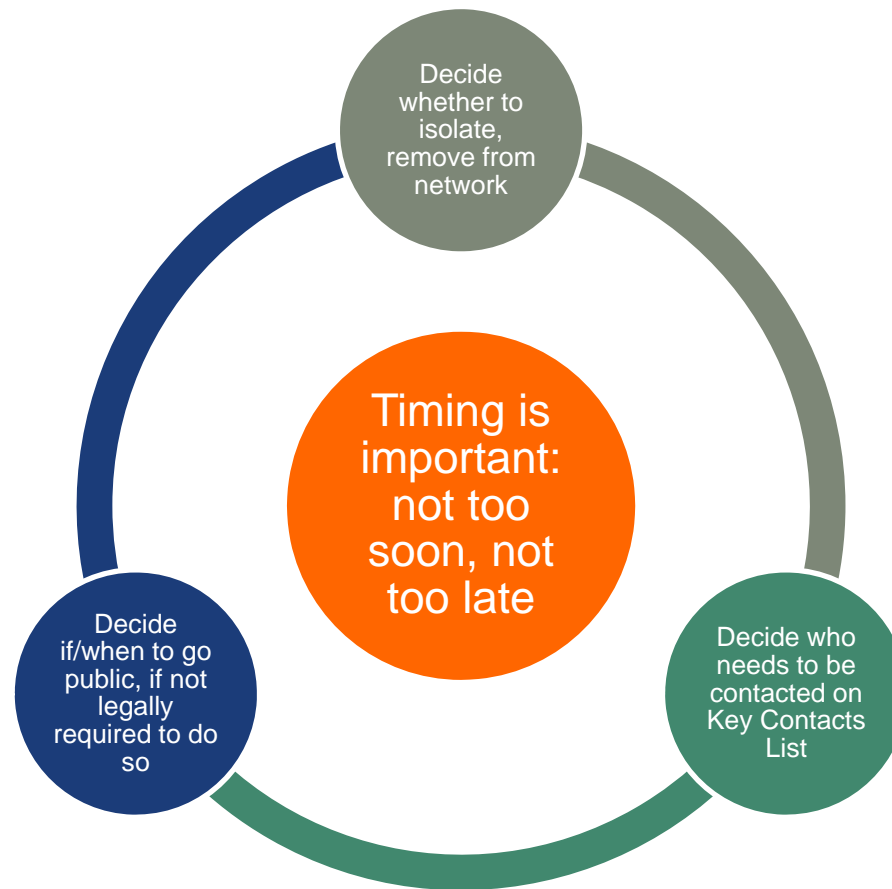 Decide
whether to
isolate,
remove from
network
Timing is
important:
not too
soon, not
too late
Decide
if/when to go
public, if not
legally
required to do
so
Decide who
needs to be
contacted on
Key Contacts
List